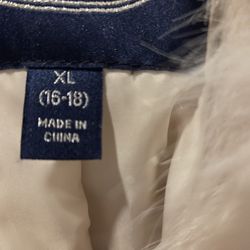 XL
(16-18)
MADE IN
CHINA